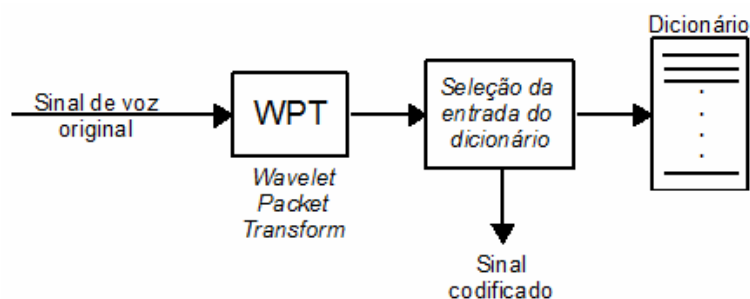 Dicionário
Sinal de voz
original
WPT
Wavelet
Packet
Transform
Seleção da
entrada do
dicionário
Sinal
codificado